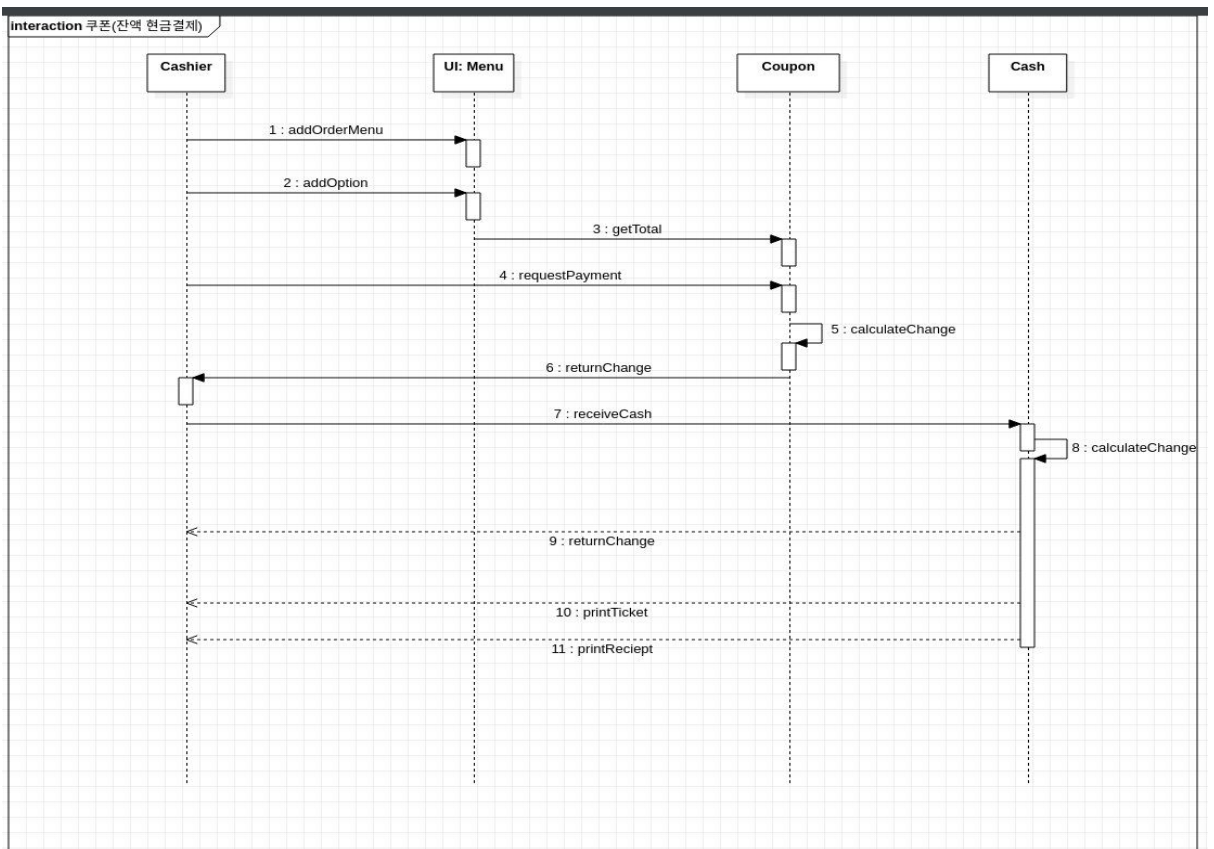 interaction 쿠폰(잔액 현금결제)
Cashier
UI: Menu
Coupon
Cash
1 : addOrderMenu
2 : addOption
3 : getTotal
4 : requestPayment
5 : calculateChange
6 : returnChange
7 : receiveCash
8 : calculateChange
9 : returnChange
10 : printTicket
11 : printReciept